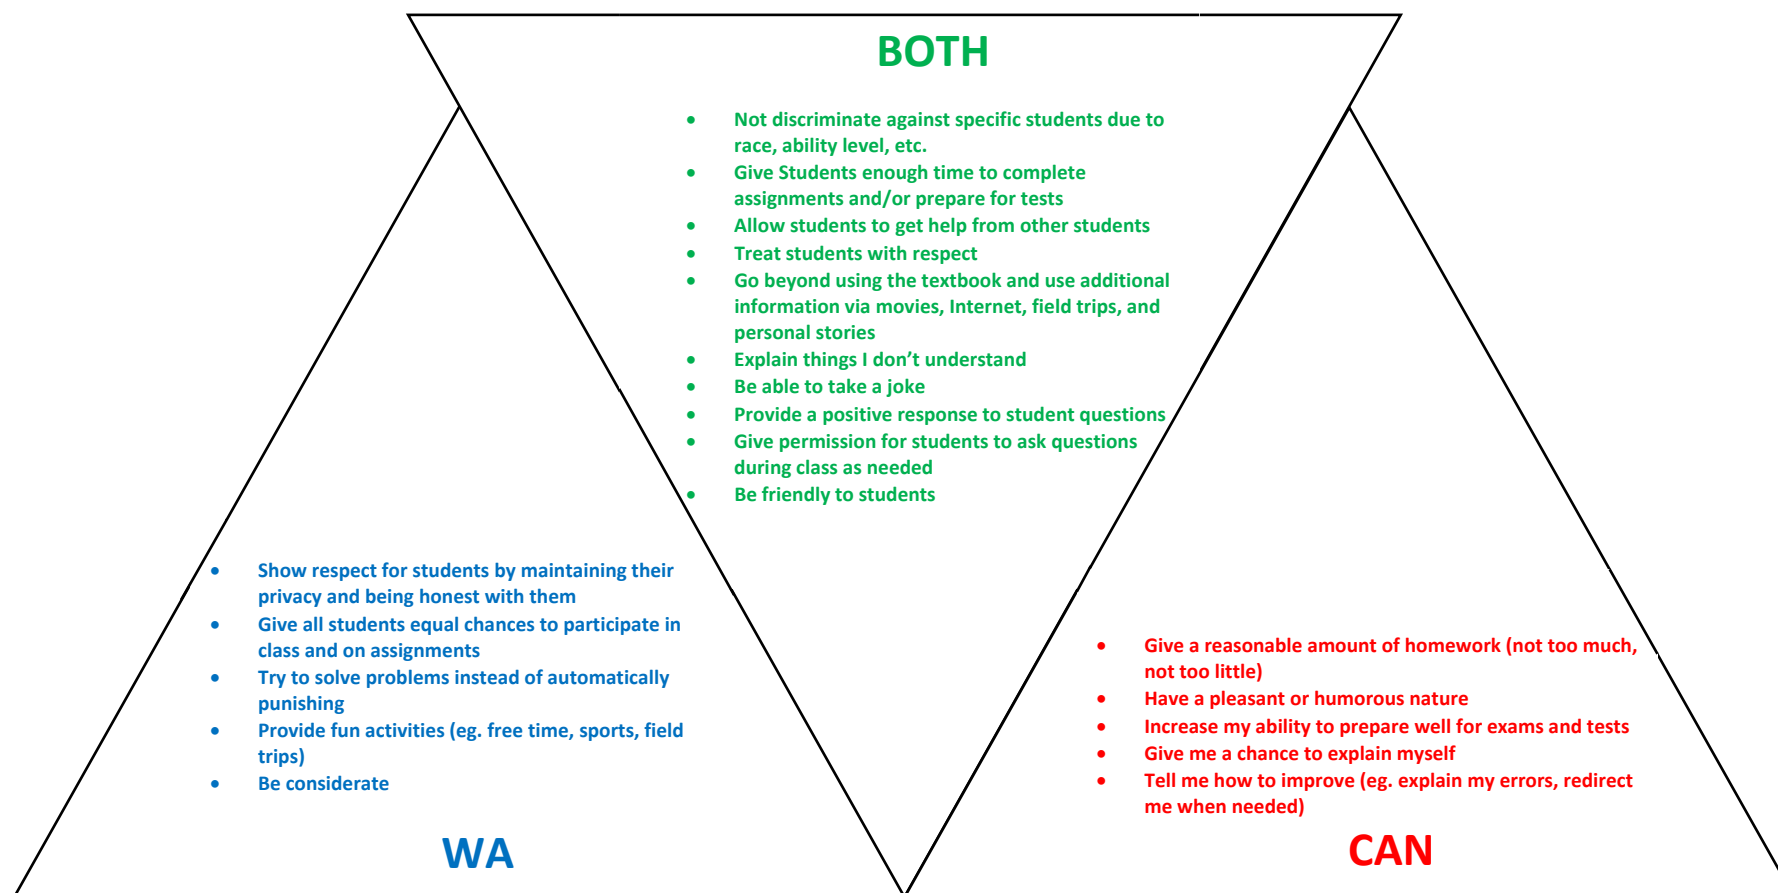 BOTH
• Not discriminate against specific students due to
race, ability level, etc.
• Give Students enough time to complete
assignments and/or prepare for tests
• Allow students to get help from other students
• Treat students with respect
• Go beyond using the textbook and use additional
information via movies, Internet, field trips, and
personal stories
• Explain things I don’t understand
• Be able to take a joke
• Provide a positive response to student questions
• Give permission for students to ask questions
during class as needed
• Be friendly to students
• Show respect for students by maintaining their
privacy and being honest with them
• Give all students equal chances to participate in
class and on assignments
• Try to solve problems instead of automatically
punishing
• Provide fun activities (eg. free time, sports, field
trips)
• Be considerate
WA
• Give a reasonable amount of homework (not too much,
not too little)
• Have a pleasant or humorous nature
• Increase my ability to prepare well for exams and tests
• Give me a chance to explain myself
• Tell me how to improve (eg. explain my errors, redirect
me when needed)
CAN